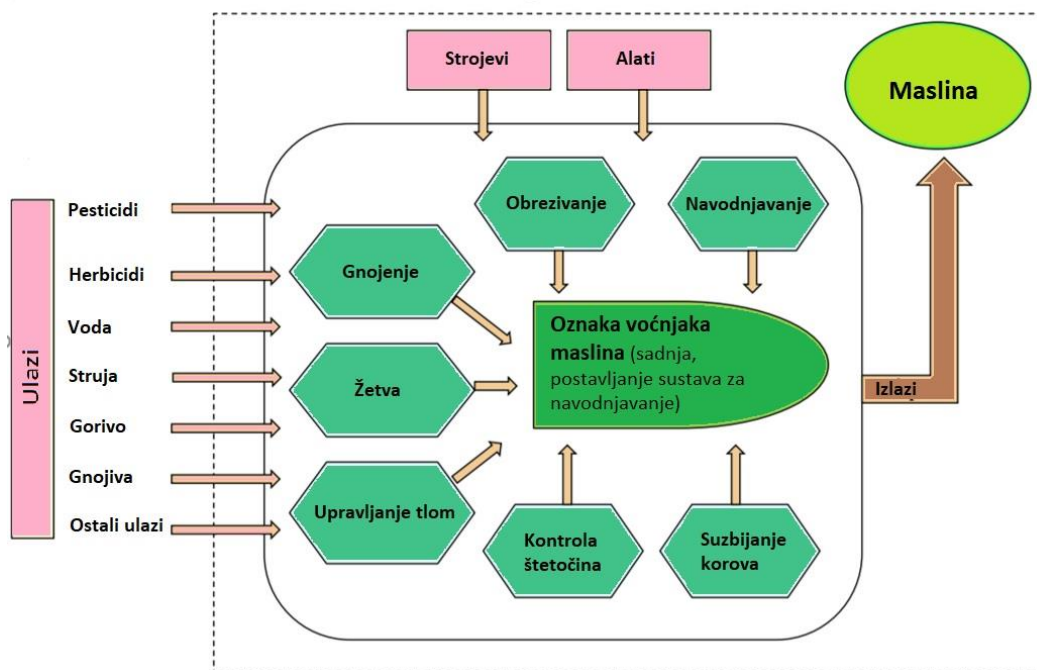 Strojevi
Alati
Maslina
Ulazi
Pesticidi
Herbicidi
Voda
Struja
Gorivo
Gnojiva
Ostali ulazi
Obrezivanje
Navodnjavanje
Gnojenje
Žetva
Upravljanje tlom
Oznaka voćnjaka
maslina (sadnja,
postavljanje sustava za
navodnjavanje)
Kontrola
štetočina
Suzbijanje
korova
Izlazi